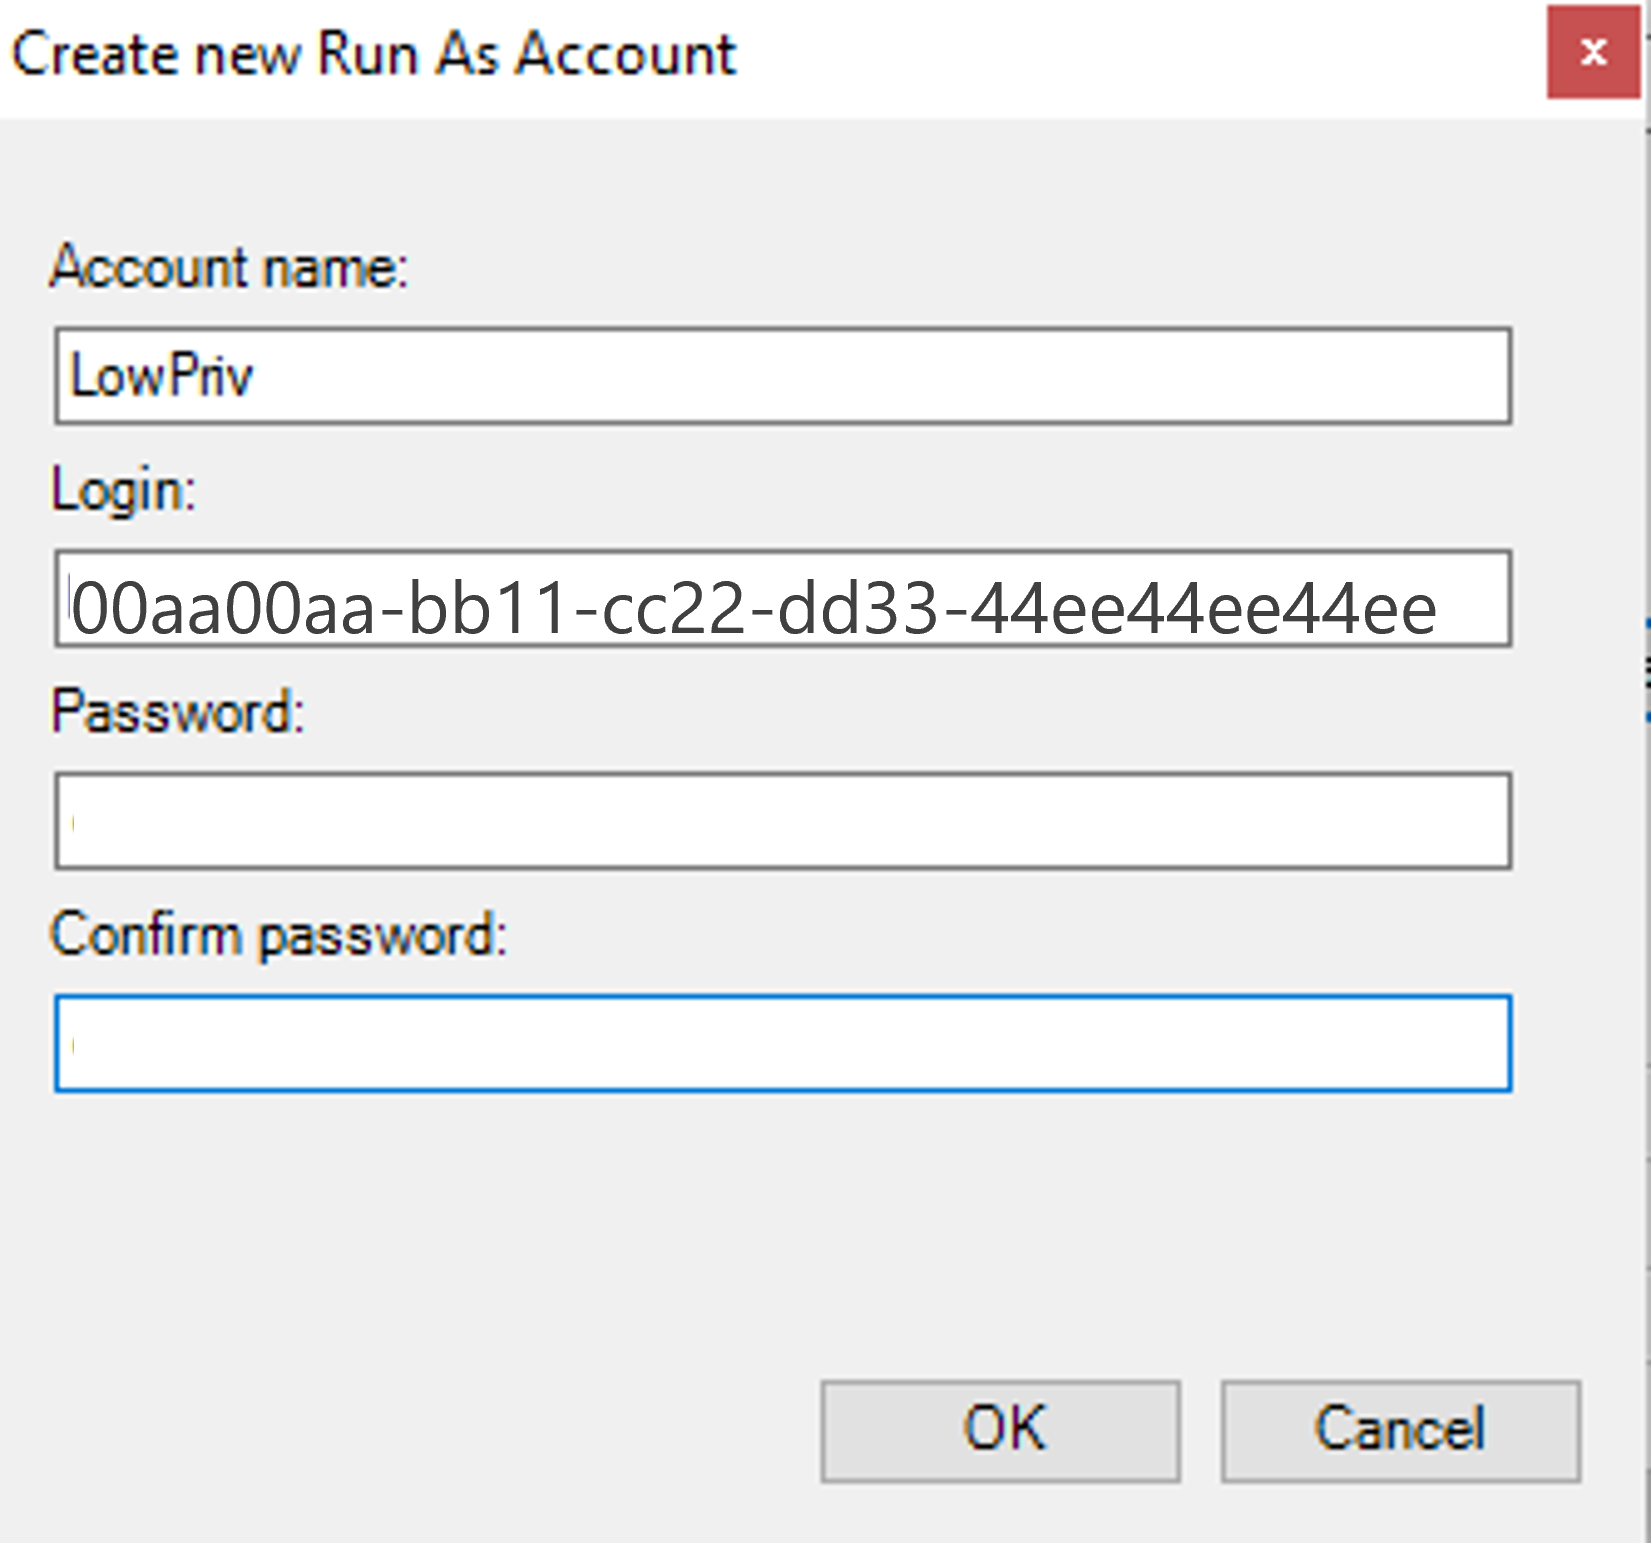 Create new Run As Account
x
Account name:
LowPriv
Login:
00aa00aa-bb11-cc22-dd33-44ee44ee44ee
Password:
Confirm password:
OK
Cancel